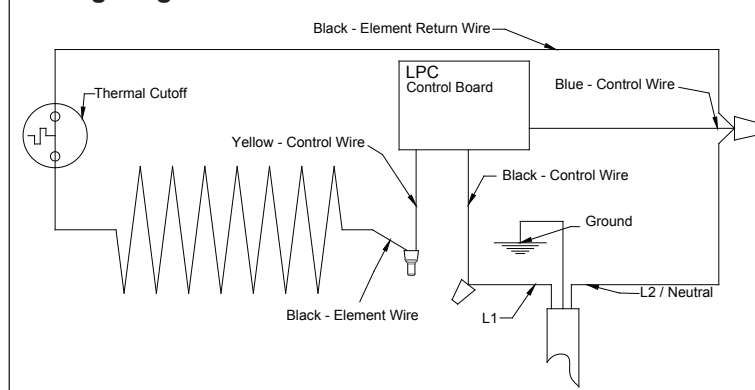 Black - Element Return Wire
LPC
Control Board
Thermal Cutoff
Blue - Control Wire
Yellow - Control Wire
Black - Control Wire
Ground
Black - Element Wire
L1
L2 / Neutral